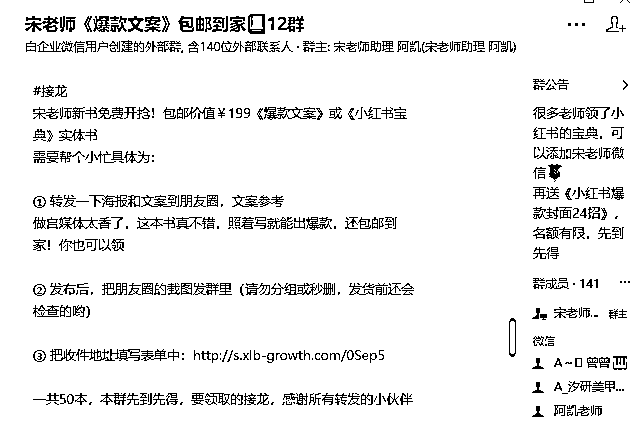 宋老师《爆款文案》包邮到家12群
由企业微信用户创建的外部群, 含140位外部联系人 · 群主: 宋老师助理 阿凯(宋老师助理 阿凯)
#接龙
宋老师新书免费开抢！包邮价值￥199《爆款文案》或《小红书宝
典》实体书
需要帮个小忙具体为：
① 转发一下海报和文案到朋友圈，文案参考
做自媒体太香了，这本书真不错，照着写就能出爆款，还包邮到
家！你也可以领
② 发布后，把朋友圈的截图发群里（请勿分组或秒删，发货前还会
检查的哟）
③ 把收件地址填写表单中：http://s.xlb-growth.com/0Sep5
一共50本，本群先到先得，要领取的接龙，感谢所有转发的小伙伴
群公告
很多老师领了小
红书的宝典，可
以添加宋老师微
信
再送《小红书爆
款封面24招》，
名额有限，先到
先得
群成员 · 141
宋老师... 群主
微信
A~ 曾曾
A_汐研美甲...
阿凯老师